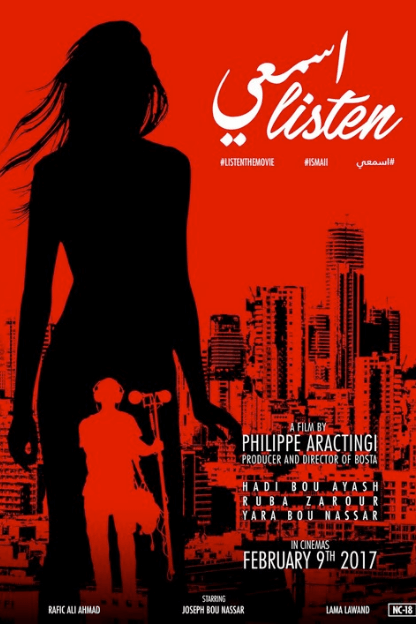 اسمعي
listen
#LISTENTHEMOVIE #ISMAII #اسمعي
A FILM BY
PHILIPPE ARACTINGI
PRODUCER AND DIRECTOR OF BOSTA
HADI BOU AYASH
RUBA ZAROUR
YARA BOU NASSAR
IN CINEMAS
FEBRUARY 9TH 2017
STARRING
RAFIC ALI AHMAD JOSEPH BOU NASSAR LAMA LAWAND NC-18